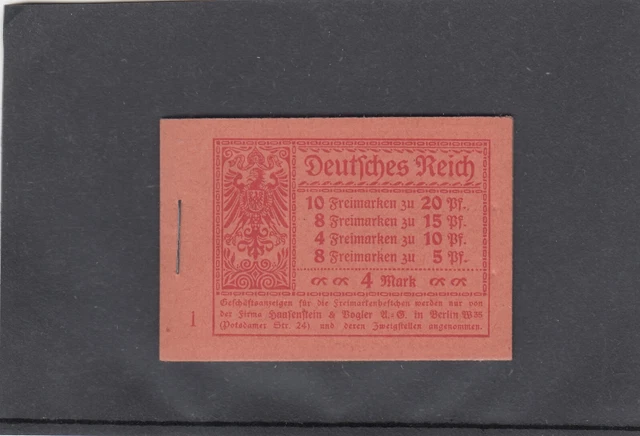 Deutsches Reich
10 Freimarken zu 20 Pf.
8 Freimarken zu 15 Pf.
4 Freimarken zu 10 Pf.
8 Freimarken zu 5 Pf.
4 Mark
Geschäftsanzeigen für die Freimarkenheftchen werden nur von
der Firma Haasenstein & Vogler A.-G. in Berlin W 35
(Potsdamer Str. 24) und deren Zweigstellen angenommen.
1